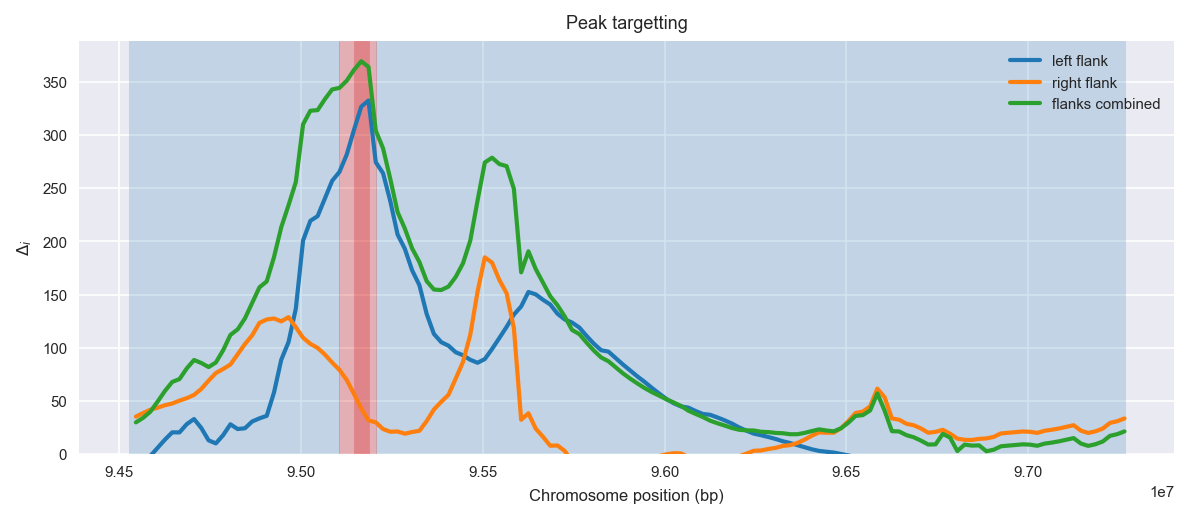 Peak targetting
left flank
right flank
flanks combined
350
300
250
200
150
100
50
0
Δi
9.45
9.50
9.55
9.60
9.65
9.70
1e7
Chromosome position (bp)